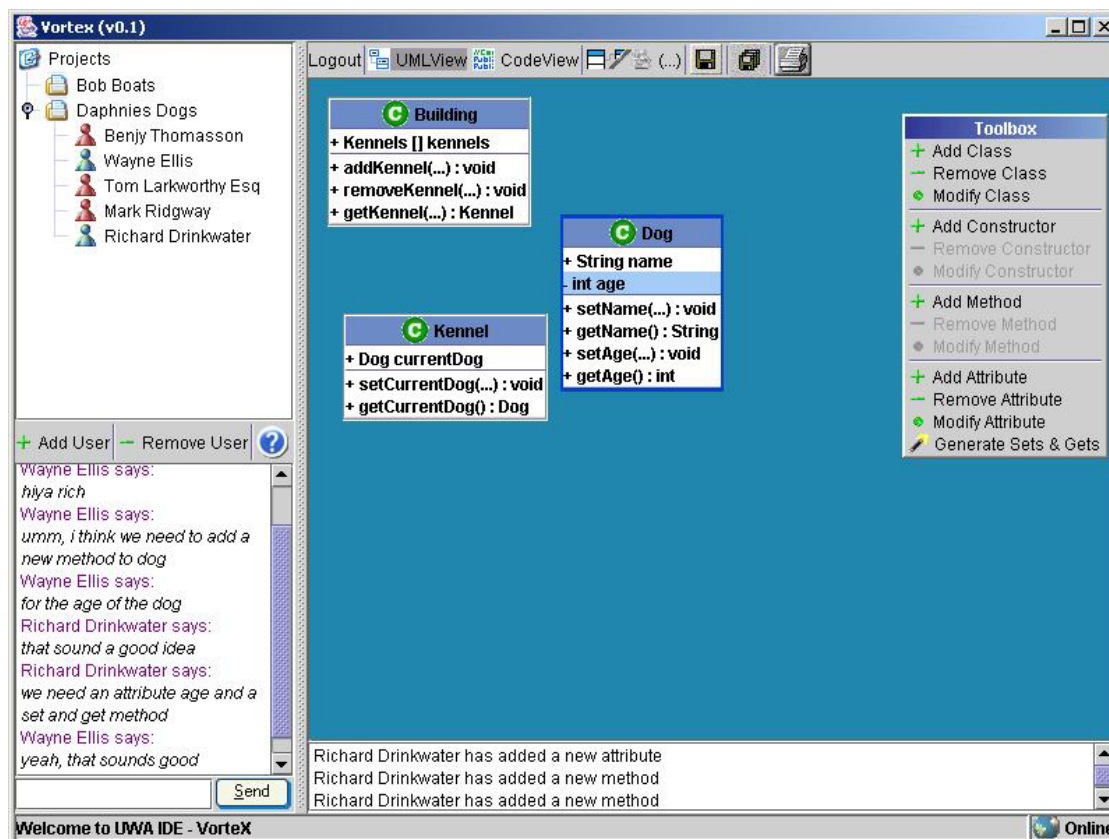 Vortex (v0.1)
Projects
Bob Boats
Daphnies Dogs
Benjy Thomasson
Wayne Ellis
Tom Larkworthy Esq
Mark Ridgway
Richard Drinkwater
+ Add User − Remove User ?
Wayne Ellis says:
hiya rich
Wayne Ellis says:
umm, i think we need to add a
new method to dog
Wayne Ellis says:
for the age of the dog
Richard Drinkwater says:
that sound a good idea
Richard Drinkwater says:
we need an attribute age and a
set and get method
Wayne Ellis says:
yeah, that sounds good
Send
Logout UMLView CodeView (...)
C Building
+ Kennels [] kennels
+ addKennel(...) : void
+ removeKennel(...) : void
+ getKennel(...) : Kennel
C Dog
+ String name
- int age
+ setName(...) : void
+ getName() : String
+ setAge(...) : void
+ getAge() : int
C Kennel
+ Dog currentDog
+ setCurrentDog(...) : void
+ getCurrentDog() : Dog
Toolbox
+ Add Class
− Remove Class
Modify Class
+ Add Constructor
− Remove Constructor
Modify Constructor
+ Add Method
− Remove Method
Modify Method
+ Add Attribute
− Remove Attribute
Modify Attribute
Generate Sets & Gets
Richard Drinkwater has added a new attribute
Richard Drinkwater has added a new method
Richard Drinkwater has added a new method
Welcome to UWA IDE - VorteX
Online